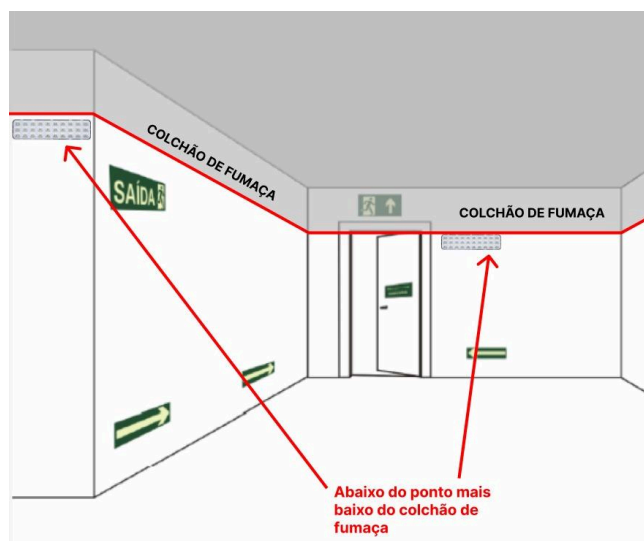 COLCHÃO DE FUMAÇA
SAÍDA
COLCHÃO DE FUMAÇA
Abaixo do ponto mais
baixo do colchão de
fumaça